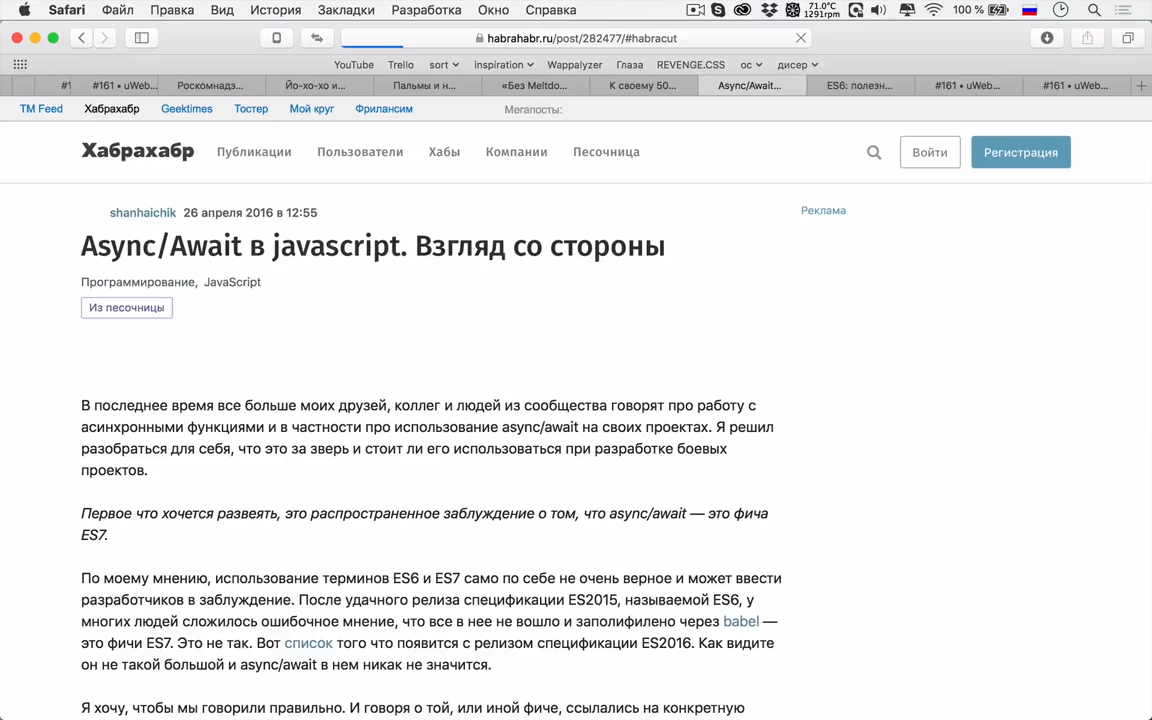 Safari Файл Правка Вид История Закладки Разработка Окно Справка 71.0°C 1291rpm 100 %
habrahabr.ru/post/282477/#habracut
YouTube Trello sort inspiration Wappalyzer Глаза REVENGE.CSS ос дисер
#1 #161 • uWeb... Роскомнадз... Йо-хо-хо и... Пальмы и н... «Без Meltdo... К своему 50... Async/Await... ES6: полезн... #161 • uWeb... #161 • uWeb...
TM Feed Хабрахабр Geektimes Тостер Мой круг Фрилансим Мегапосты:
Хабрахабр Публикации Пользователи Хабы Компании Песочница Войти Регистрация
shanhaichik 26 апреля 2016 в 12:55 Реклама
Async/Await в javascript. Взгляд со стороны
Программирование, JavaScript
Из песочницы
В последнее время все больше моих друзей, коллег и людей из сообщества говорят про работу с
асинхронными функциями и в частности про использование async/await на своих проектах. Я решил
разобраться для себя, что это за зверь и стоит ли его использоваться при разработке боевых
проектов.
Первое что хочется развеять, это распространенное заблуждение о том, что async/await — это фича
ES7.
По моему мнению, использование терминов ES6 и ES7 само по себе не очень верное и может ввести
разработчиков в заблуждение. После удачного релиза спецификации ES2015, называемой ES6, у
многих людей сложилось ошибочное мнение, что все в нее не вошло и заполифилено через babel —
это фичи ES7. Это не так. Вот список того что появится с релизом спецификации ES2016. Как видите
он не такой большой и async/await в нем никак не значится.
Я хочу, чтобы мы говорили правильно. И говоря о той, или иной фиче, ссылались на конкретную